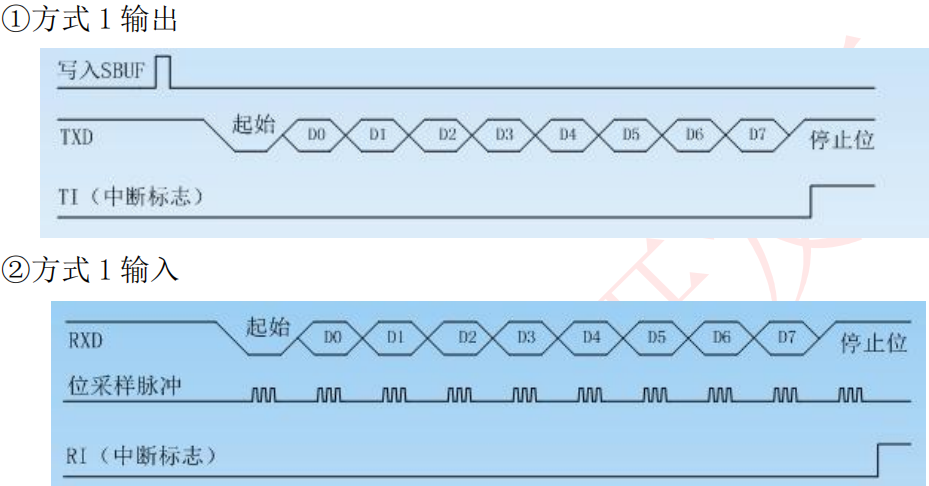 ①方式 1 输出
写入SBUF
TXD 起始 D0 D1 D2 D3 D4 D5 D6 D7 停止位
TI（中断标志）
②方式 1 输入
RXD 起始 D0 D1 D2 D3 D4 D5 D6 D7 停止位
位采样脉冲
RI（中断标志）